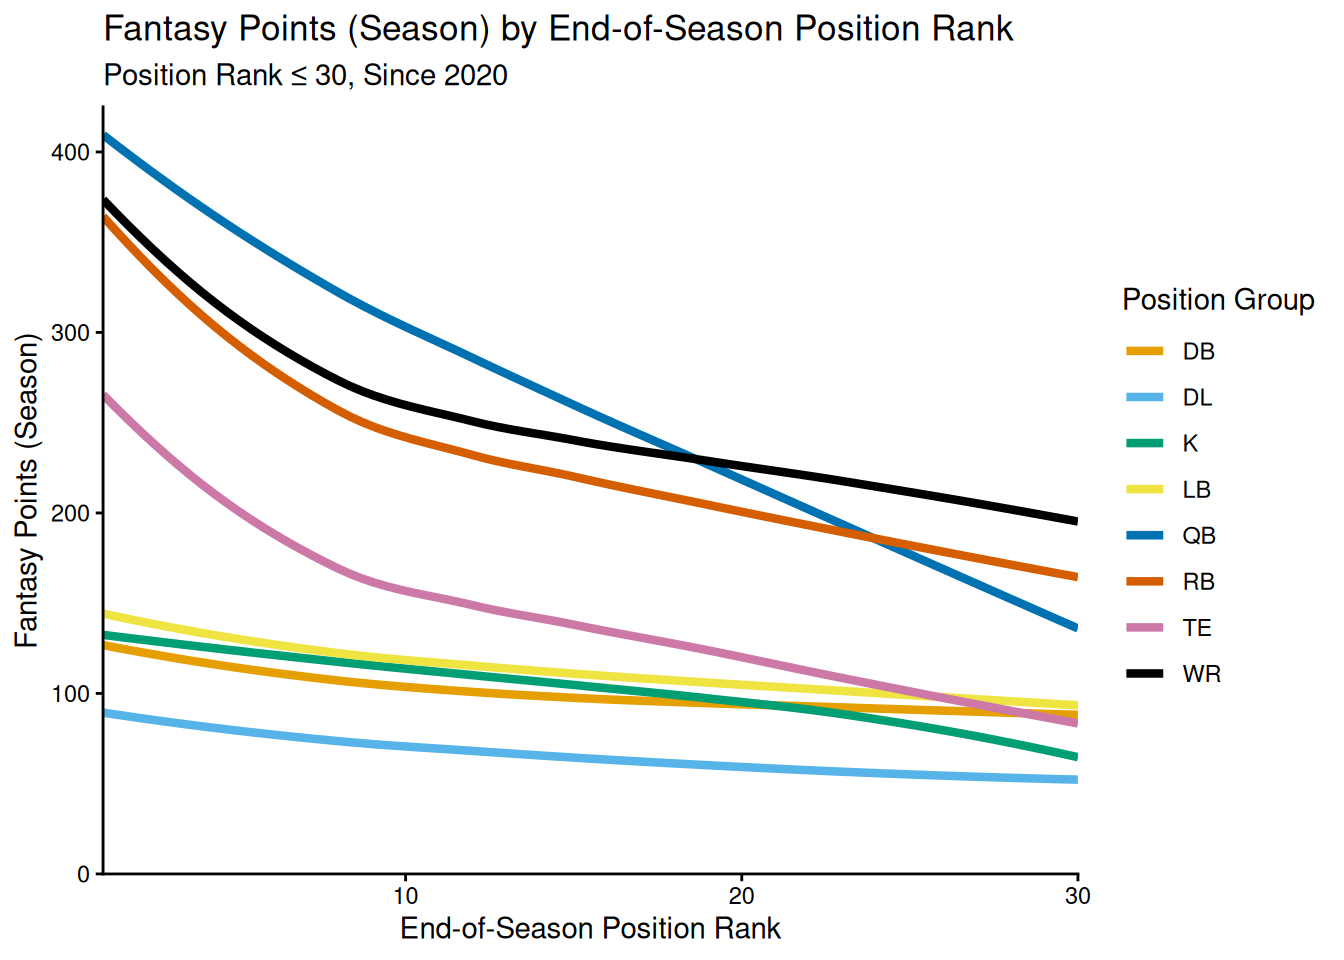 Fantasy Points (Season) by End-of-Season Position Rank
Position Rank ≤ 30, Since 2020
Fantasy Points (Season)
400
300
200
100
0
10
20
30
End-of-Season Position Rank
Position Group
DB
DL
K
LB
QB
RB
TE
WR